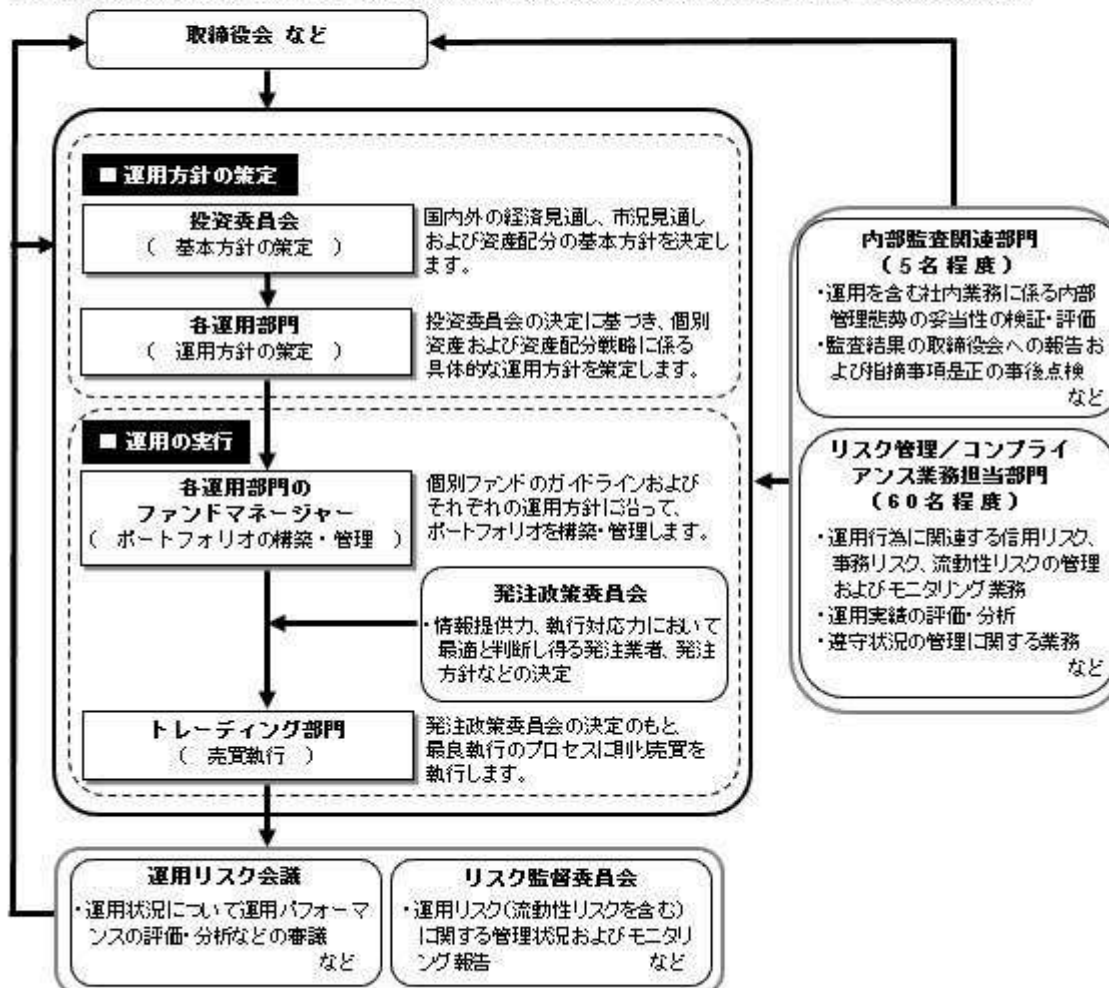 取締役会 など
■ 運用方針の策定
投資委員会
( 基本方針の策定 )
国内外の経済見通し、市況見通し
および資産配分の基本方針を決定し
ます。
各運用部門
( 運用方針の策定 )
投資委員会の決定に基づき、個別
資産および資産配分戦略に係る
具体的な運用方針を策定します。
■ 運用の実行
各運用部門の
ファンドマネージャー
( ポートフォリオの構築・管理 )
個別ファンドのガイドラインおよび
それぞれの運用方針に沿って、
ポートフォリオを構築・管理します。
発注政策委員会
・情報提供力、執行対応力において
最適と判断し得る発注業者、発注
方針などの決定
トレーディング部門
( 売買執行 )
発注政策委員会の決定のもと、
最良執行のプロセスに則り売買を
執行します。
内部監査関連部門
(5名程度)
・運用を含む社内業務に係る内部
管理態勢の妥当性の検証・評価
・監査結果の取締役会への報告お
よび指摘事項是正の事後点検
など
リスク管理/コンプライ
アンス業務担当部門
(60名程度)
・運用行為に関連する信用リスク、
事務リスク、流動性リスクの管理
およびモニタリング業務
・運用実績の評価・分析
・遵守状況の管理に関する業務
など
運用リスク会議
・運用状況について運用パフォーマ
ンスの評価・分析などの審議
など
リスク監督委員会
・運用リスク(流動性リスクを含む)
に関する管理状況およびモニタリ
ング報告 など